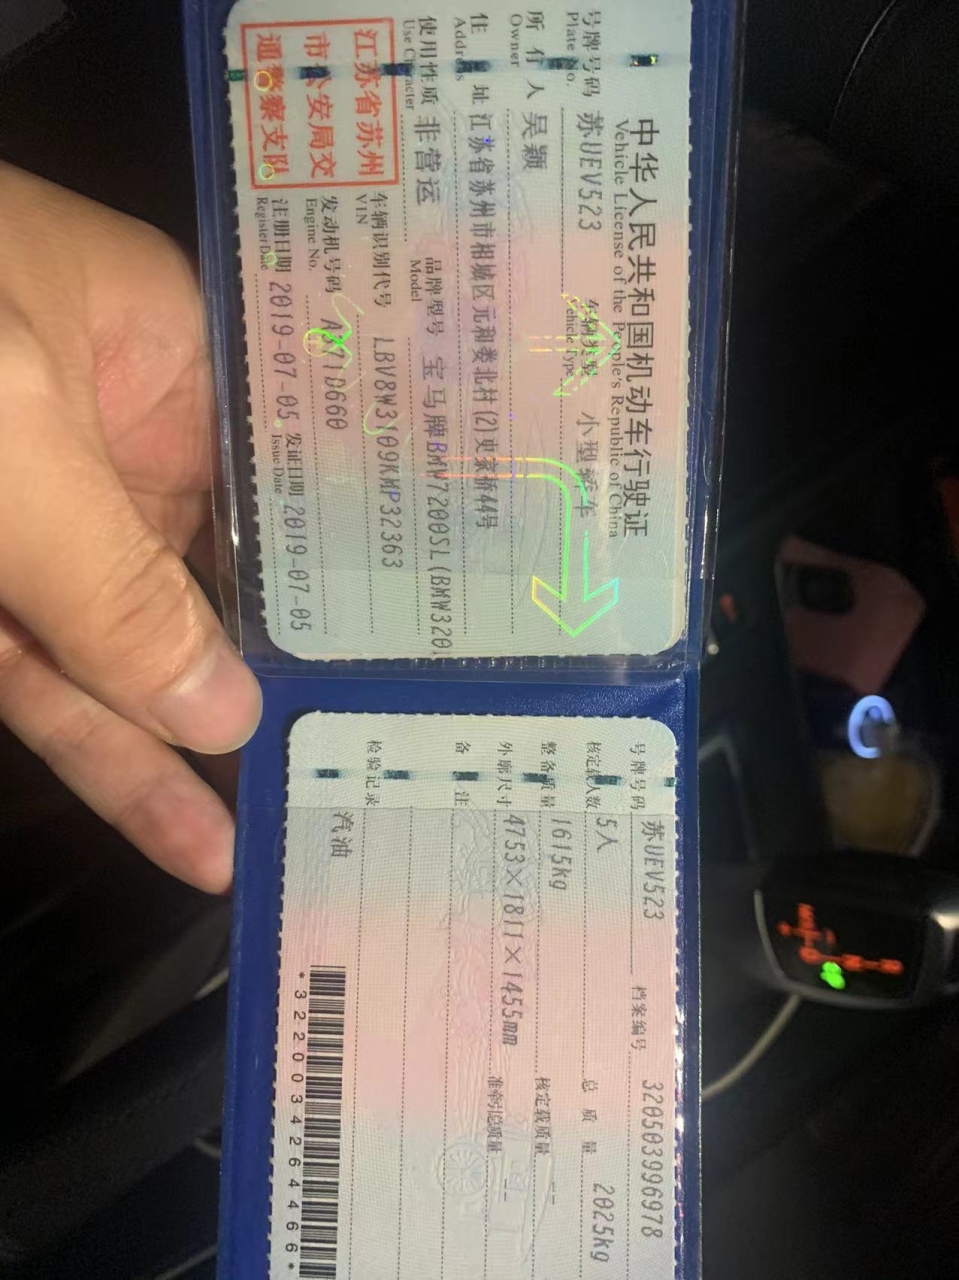 中华人民共和国机动车行驶证
Vehicle License of the People's Republic of China
号牌号码 苏UEV523 车辆类型 小型轿车
Plate No. Vehicle Type
所有人 吴颖
Owner
住址 江苏省苏州市相城区元和娄北村(2)史家桥44号
Address
使用性质 非营运 品牌型号 宝马牌BMW7200SL(BMW320
Use Character Model
江苏省苏州
市公安局交
通警察支队
车辆识别代号 LBV8W3109KMP32363
VIN
发动机号码
Engine No.
注册日期 2019-07-05 发证日期 2019-07-05
Register Date Issue Date
号牌号码 苏UEV523 档案编号 320503996978
核定载人数 5人 总质量 2025kg
整备质量 1615kg 核定载质量 --
外廓尺寸 4753×1811×1455mm 准牵引总质量 --
备注
检验记录
汽油
*3220034264466*